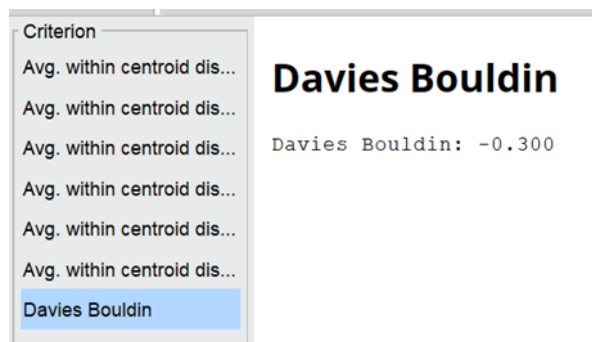 Criterion
Avg. within centroid dis...
Avg. within centroid dis...
Avg. within centroid dis...
Avg. within centroid dis...
Avg. within centroid dis...
Avg. within centroid dis...
Davies Bouldin
Davies Bouldin
Davies Bouldin: -0.300